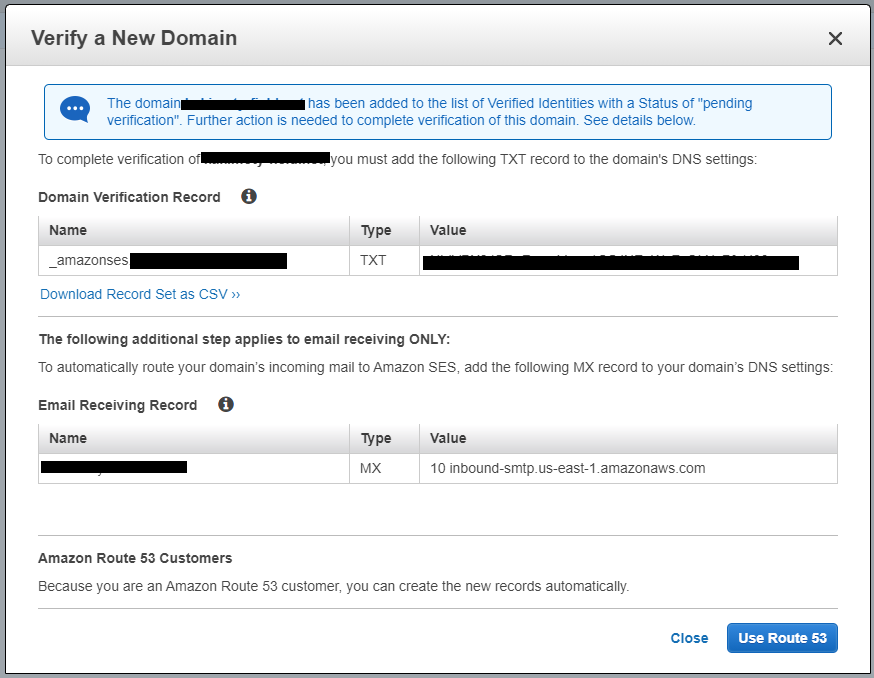 Verify a New Domain
The domain has been added to the list of Verified Identities with a Status of "pending
verification". Further action is needed to complete verification of this domain. See details below.
To complete verification of you must add the following TXT record to the domain's DNS settings:
Domain Verification Record
Name Type Value
_amazonses TXT
Download Record Set as CSV ››
The following additional step applies to email receiving ONLY:
To automatically route your domain’s incoming mail to Amazon SES, add the following MX record to your domain’s DNS settings:
Email Receiving Record
Name Type Value
MX 10 inbound-smtp.us-east-1.amazonaws.com
Amazon Route 53 Customers
Because you are an Amazon Route 53 customer, you can create the new records automatically.
Close Use Route 53